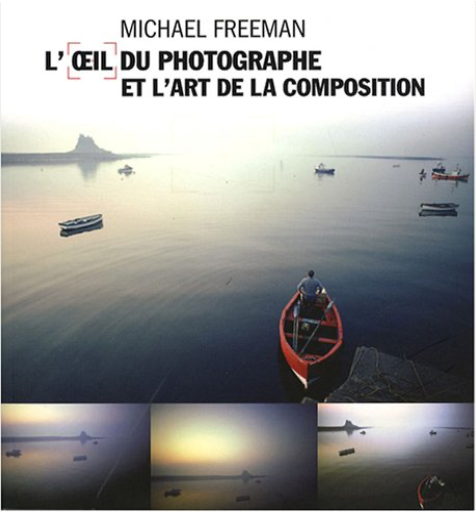 MICHAEL FREEMAN
L'ŒIL DU PHOTOGRAPHE
ET L'ART DE LA COMPOSITION